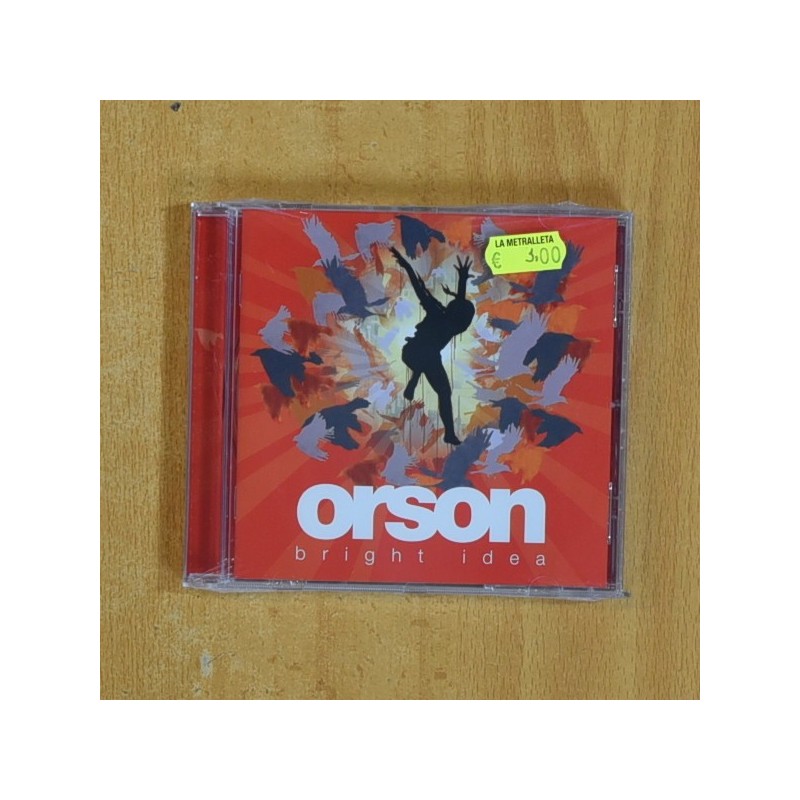 LA METRALLETA
€ 3,00
orson
bright idea